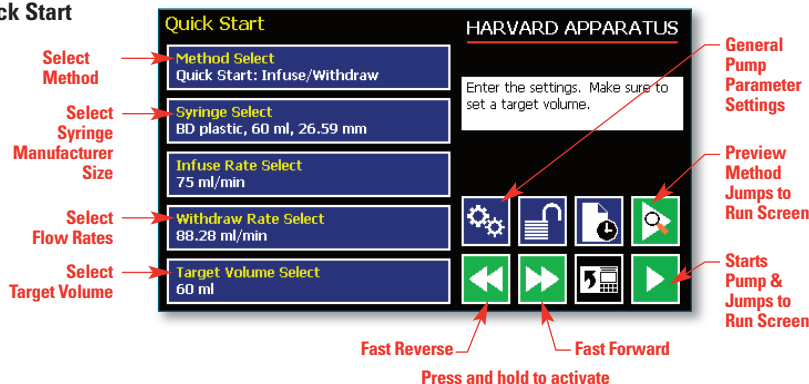 ck Start
Select
Method
Select
Syringe
Manufacturer
Size
Select
Flow Rates
Select
Target Volume
Quick Start
Method Select
Quick Start: Infuse/Withdraw
Syringe Select
BD plastic, 60 ml, 26.59 mm
Infuse Rate Select
75 ml/min
Withdraw Rate Select
88.28 ml/min
Target Volume Select
60 ml
HARVARD APPARATUS
Enter the settings. Make sure to
set a target volume.
General
Pump
Parameter
Settings
Preview
Method
Jumps to
Run Screen
Starts
Pump &
Jumps to
Run Screen
Fast Reverse
Fast Forward
Press and hold to activate